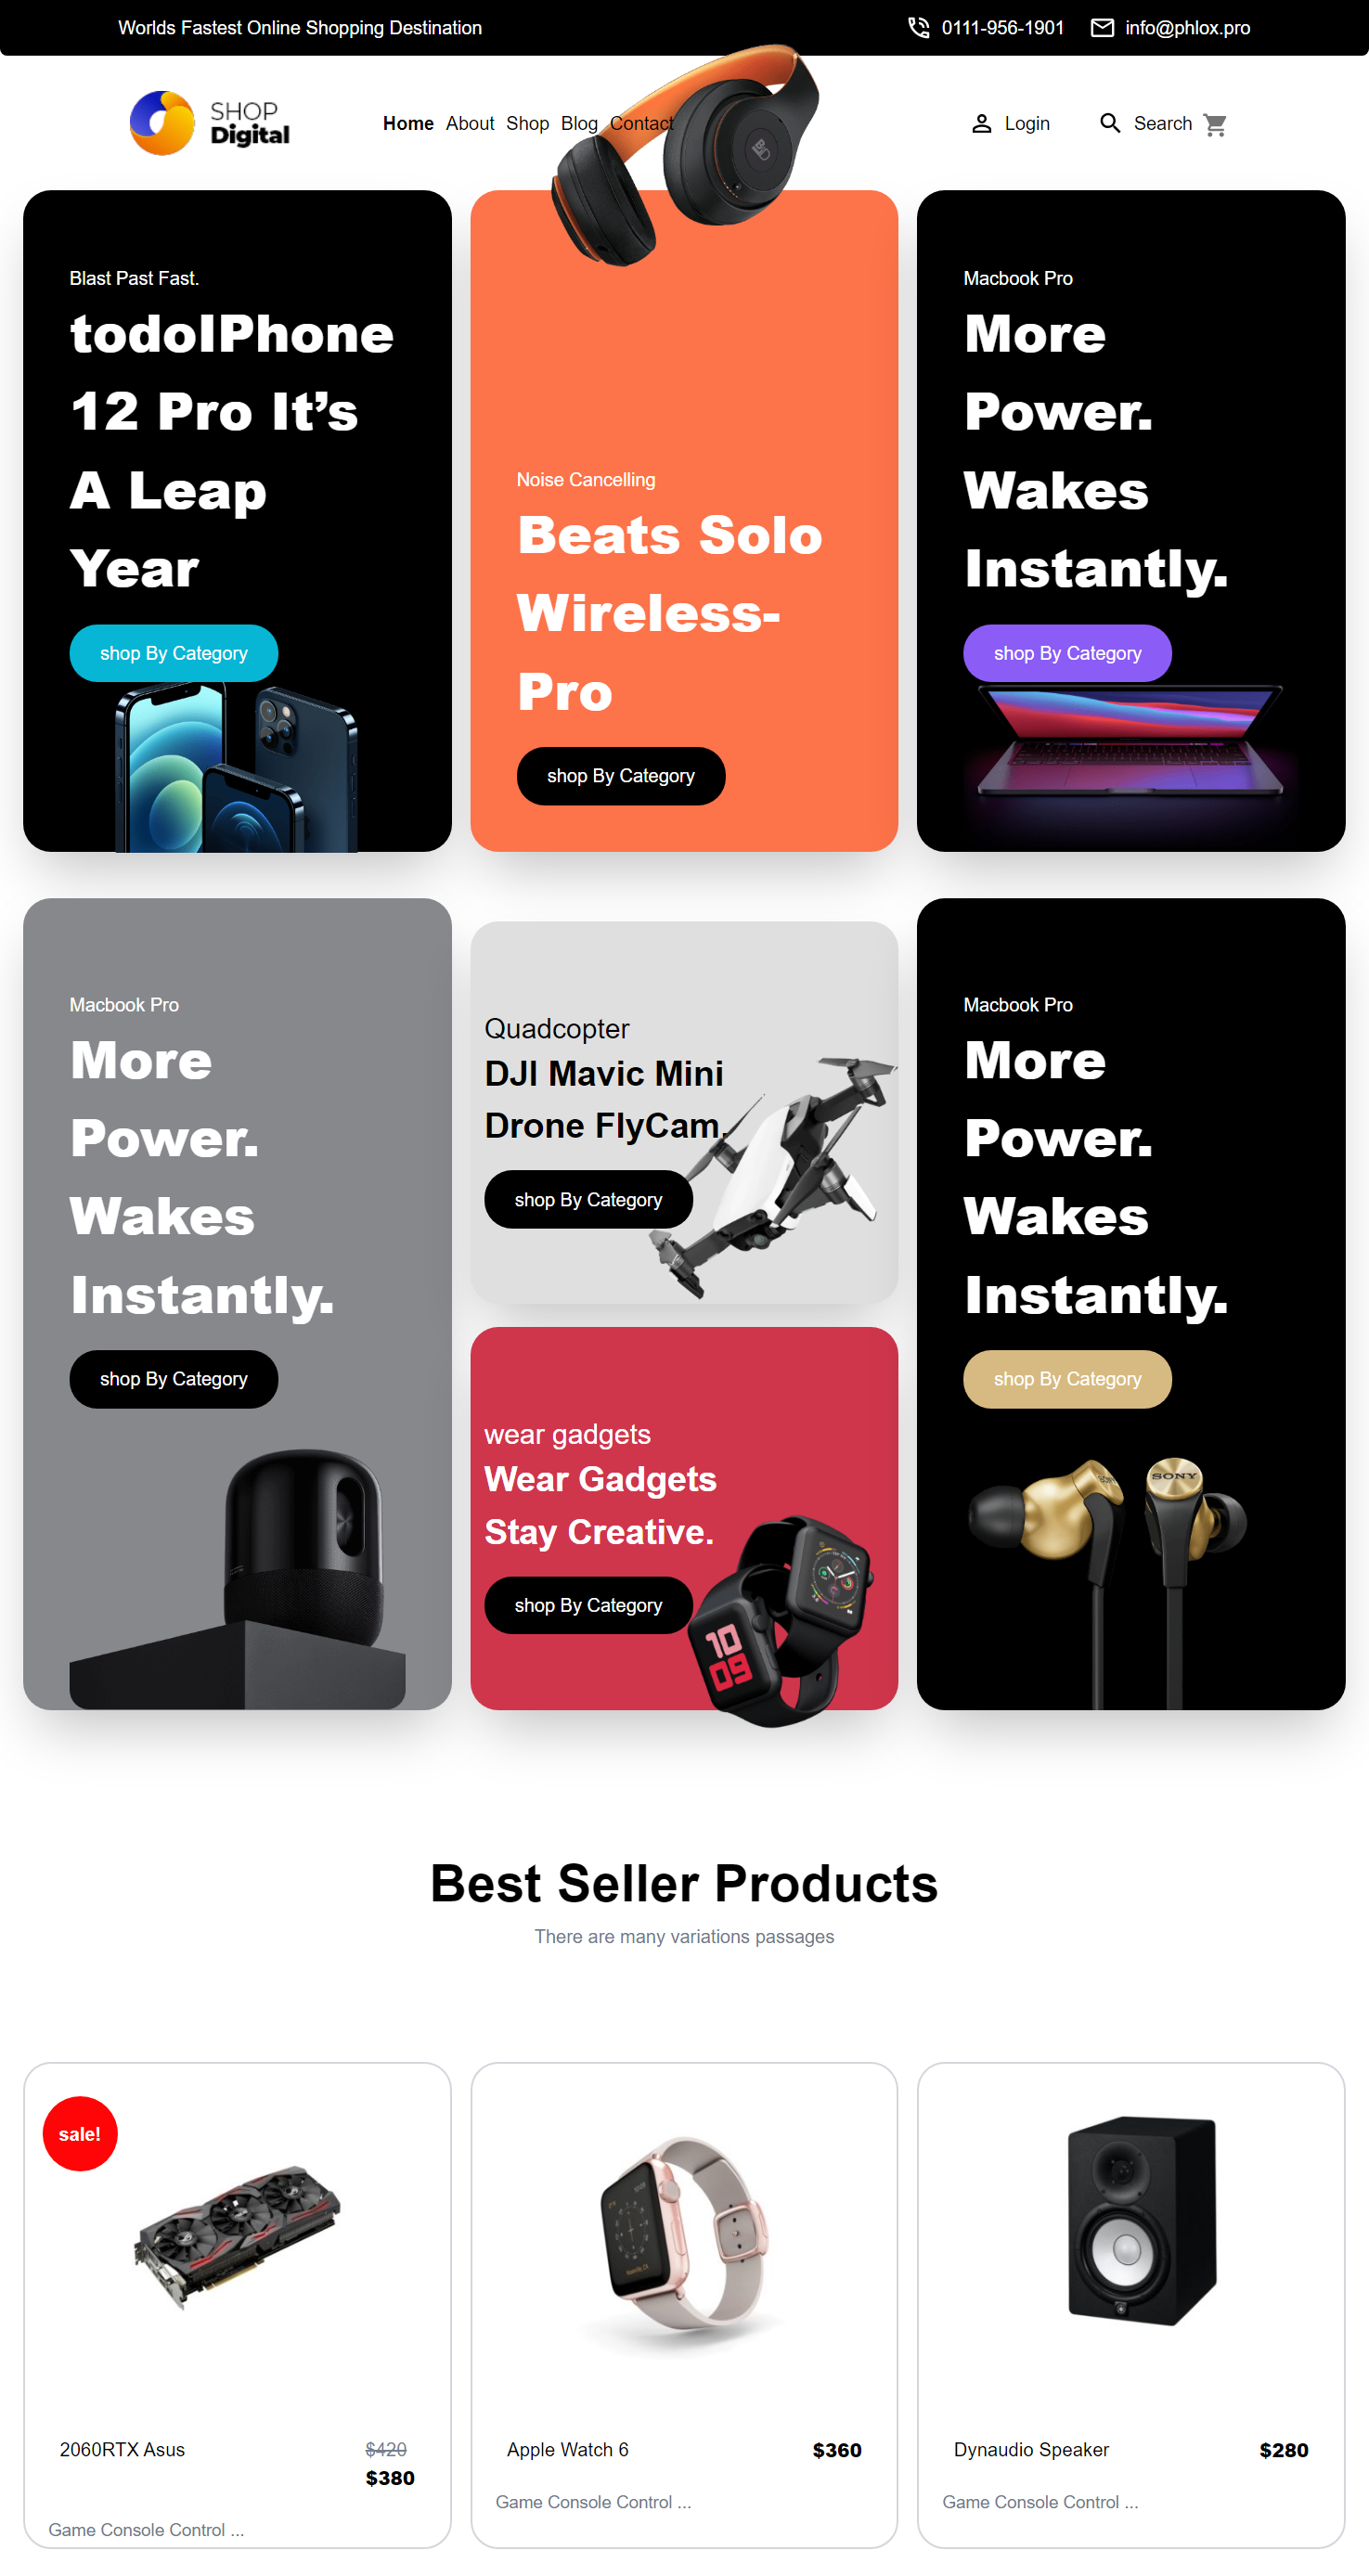 Worlds Fastest Online Shopping Destination
0111-956-1901
info@phlox.pro
SHOP
Digital
Home About Shop Blog Contact
Login
Search
Blast Past Fast.
todoIPhone
12 Pro It’s
A Leap
Year
shop By Category
Noise Cancelling
Beats Solo
Wireless-
Pro
shop By Category
Macbook Pro
More
Power.
Wakes
Instantly.
shop By Category
Macbook Pro
More
Power.
Wakes
Instantly.
shop By Category
Quadcopter
DJI Mavic Mini
Drone FlyCam.
shop By Category
wear gadgets
Wear Gadgets
Stay Creative.
shop By Category
10
09
Macbook Pro
More
Power.
Wakes
Instantly.
shop By Category
SONY
SONY
Best Seller Products
There are many variations passages
sale!
2060RTX Asus
$420
$380
Game Console Control ...
Apple Watch 6
$360
Game Console Control ...
Dynaudio Speaker
$280
Game Console Control ...